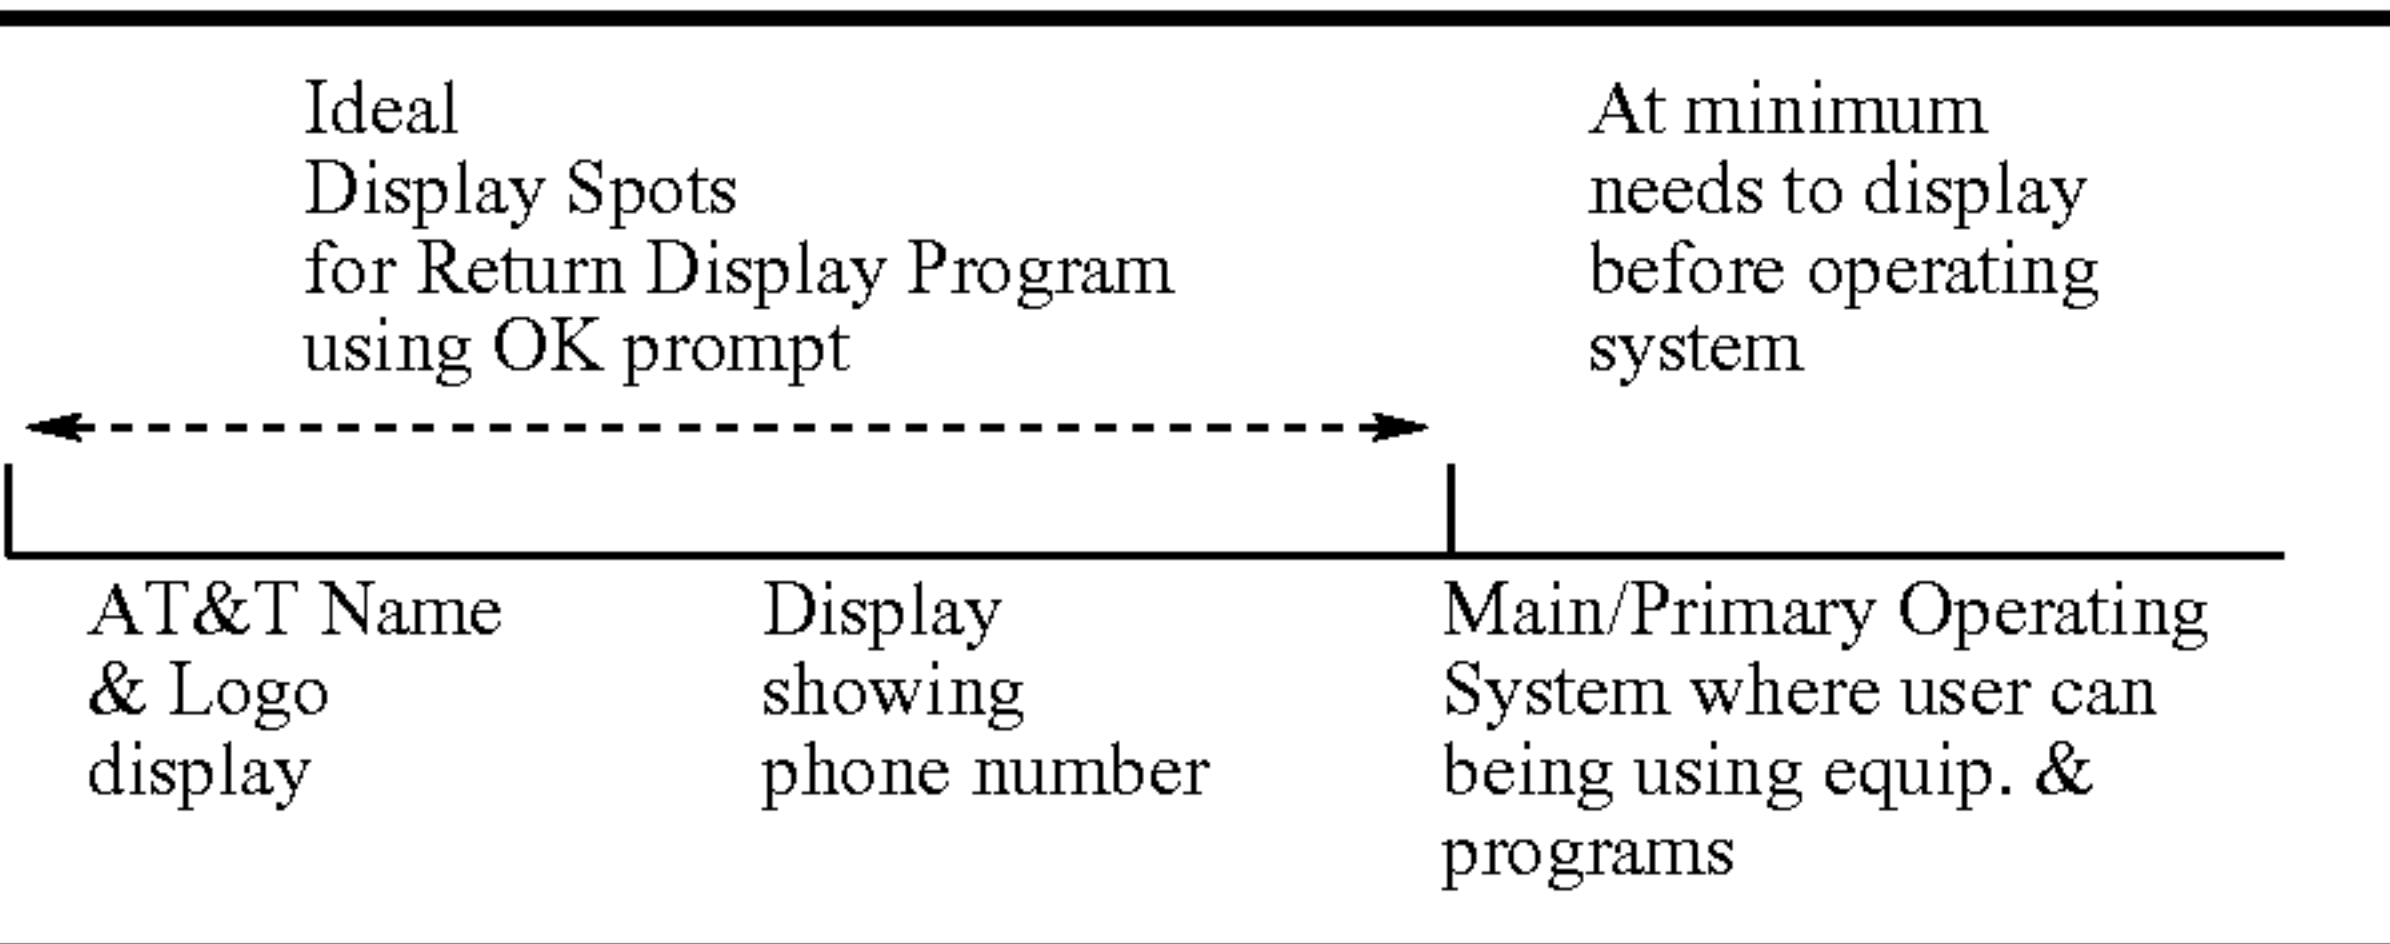 Ideal
Display Spots
for Return Display Program
using OK prompt
At minimum
needs to display
before operating
system
AT&T Name
& Logo
display
Display
showing
phone number
Main/Primary Operating
System where user can
being using equip. &
programs